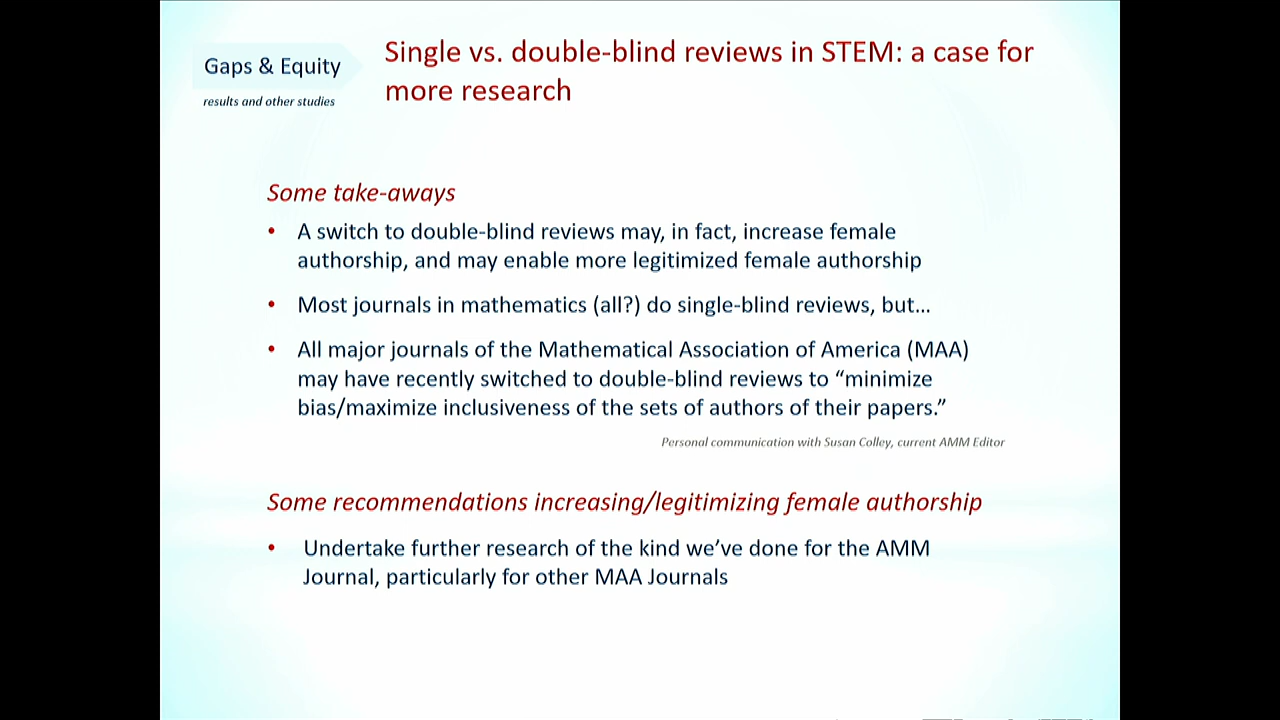 Gaps & Equity
results and other studies
Single vs. double-blind reviews in STEM: a case for
more research
Some take-aways
• A switch to double-blind reviews may, in fact, increase female
authorship, and may enable more legitimized female authorship
• Most journals in mathematics (all?) do single-blind reviews, but…
• All major journals of the Mathematical Association of America (MAA)
may have recently switched to double-blind reviews to “minimize
bias/maximize inclusiveness of the sets of authors of their papers.”
Personal communication with Susan Colley, current AMM Editor
Some recommendations increasing/legitimizing female authorship
• Undertake further research of the kind we’ve done for the AMM
Journal, particularly for other MAA Journals